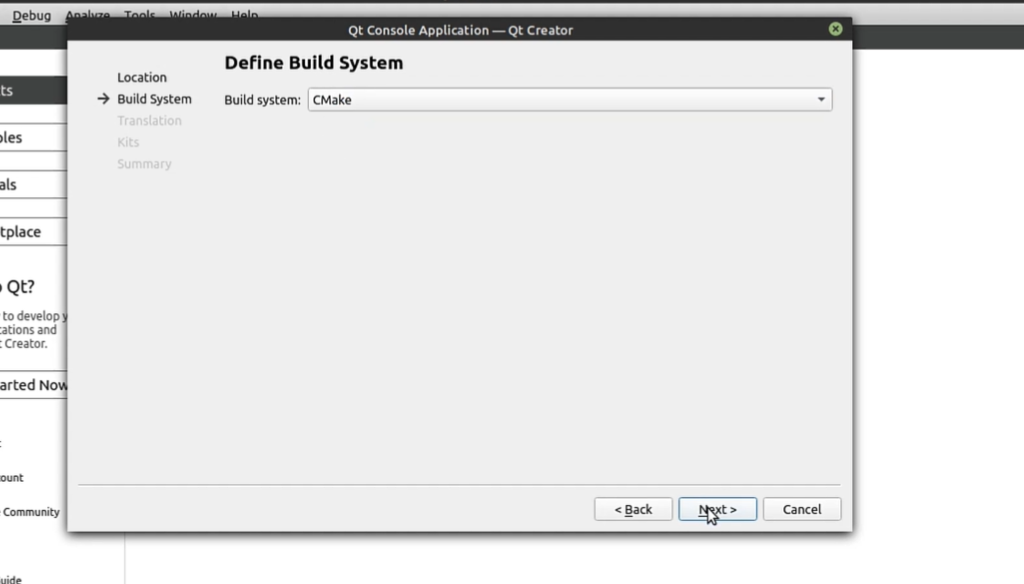 Debug Analyze Tools Window Help
Qt Console Application — Qt Creator
Define Build System
Location
Build System
Build system: CMake
Translation
Kits
Summary
ts
ples
als
tplace
Qt?
to develop y
cations and
t Creator.
arted Now
ount
Community
uide
< Back Next > Cancel